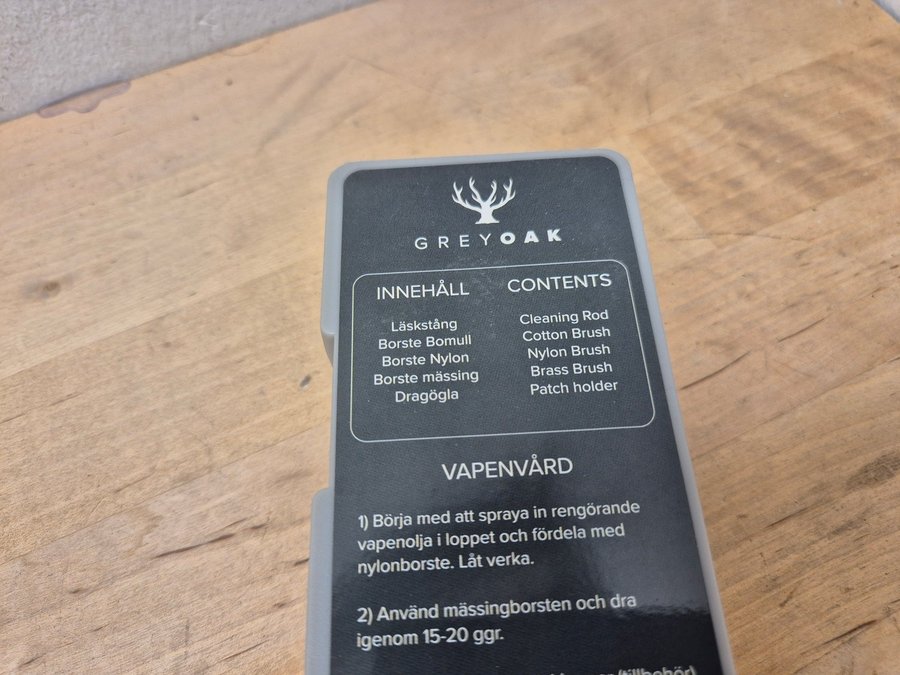 GREYOAK
INNEHÅLL
Läskstång
Borste Bomull
Borste Nylon
Borste mässing
Dragögla
CONTENTS
Cleaning Rod
Cotton Brush
Nylon Brush
Brass Brush
Patch holder
VAPENVÅRD
1) Börja med att spraya in rengörande
vapenolja i loppet och fördela med
nylonborste. Låt verka.
2) Använd mässingborsten och dra
igenom 15-20 ggr.
(tillbehör)